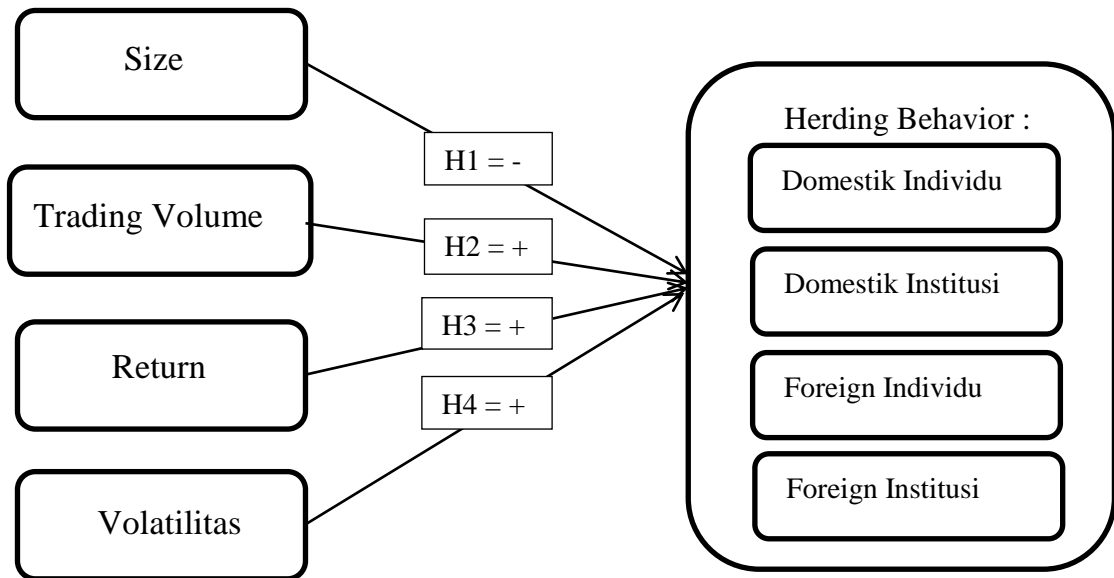 Size
Trading Volume
Return
Volatilitas
H1 = -
H2 = +
H3 = +
H4 = +
Herding Behavior :
Domestik Individu
Domestik Institusi
Foreign Individu
Foreign Institusi